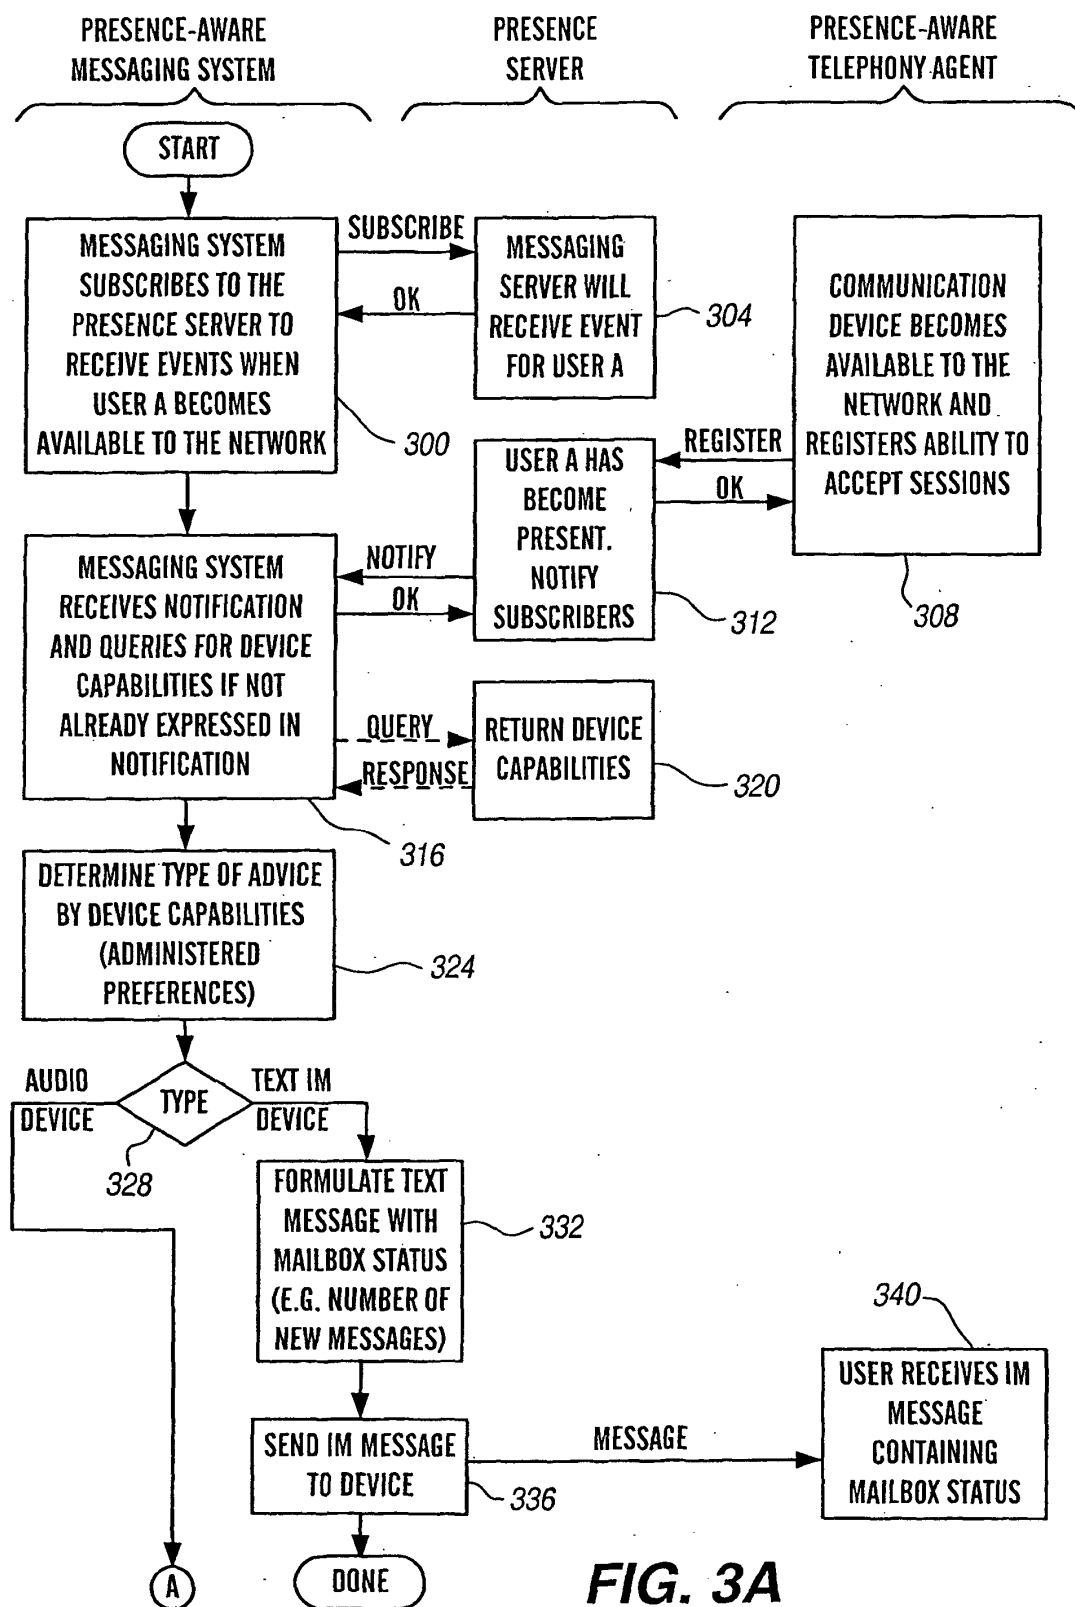 PRESENCE-AWARE
MESSAGING SYSTEM
PRESENCE
SERVER
PRESENCE-AWARE
TELEPHONY AGENT
START
MESSAGING SYSTEM
SUBSCRIBES TO THE
PRESENCE SERVER TO
RECEIVE EVENTS WHEN
USER A BECOMES
AVAILABLE TO THE NETWORK
300
SUBSCRIBE
OK
MESSAGING
SERVER WILL
RECEIVE EVENT
FOR USER A
304
COMMUNICATION
DEVICE BECOMES
AVAILABLE TO THE
NETWORK AND
REGISTERS ABILITY TO
ACCEPT SESSIONS
308
REGISTER
OK
USER A HAS
BECOME
PRESENT.
NOTIFY
SUBSCRIBERS
312
NOTIFY
OK
MESSAGING SYSTEM
RECEIVES NOTIFICATION
AND QUERIES FOR DEVICE
CAPABILITIES IF NOT
ALREADY EXPRESSED IN
NOTIFICATION
316
QUERY
RESPONSE
RETURN DEVICE
CAPABILITIES
320
DETERMINE TYPE OF ADVICE
BY DEVICE CAPABILITIES
(ADMINISTERED
PREFERENCES)
324
AUDIO
DEVICE
TYPE
328
TEXT IM
DEVICE
FORMULATE TEXT
MESSAGE WITH
MAILBOX STATUS
(E.G. NUMBER OF
NEW MESSAGES)
332
SEND IM MESSAGE
TO DEVICE
336
MESSAGE
340
USER RECEIVES IM
MESSAGE
CONTAINING
MAILBOX STATUS
A
DONE
FIG. 3A